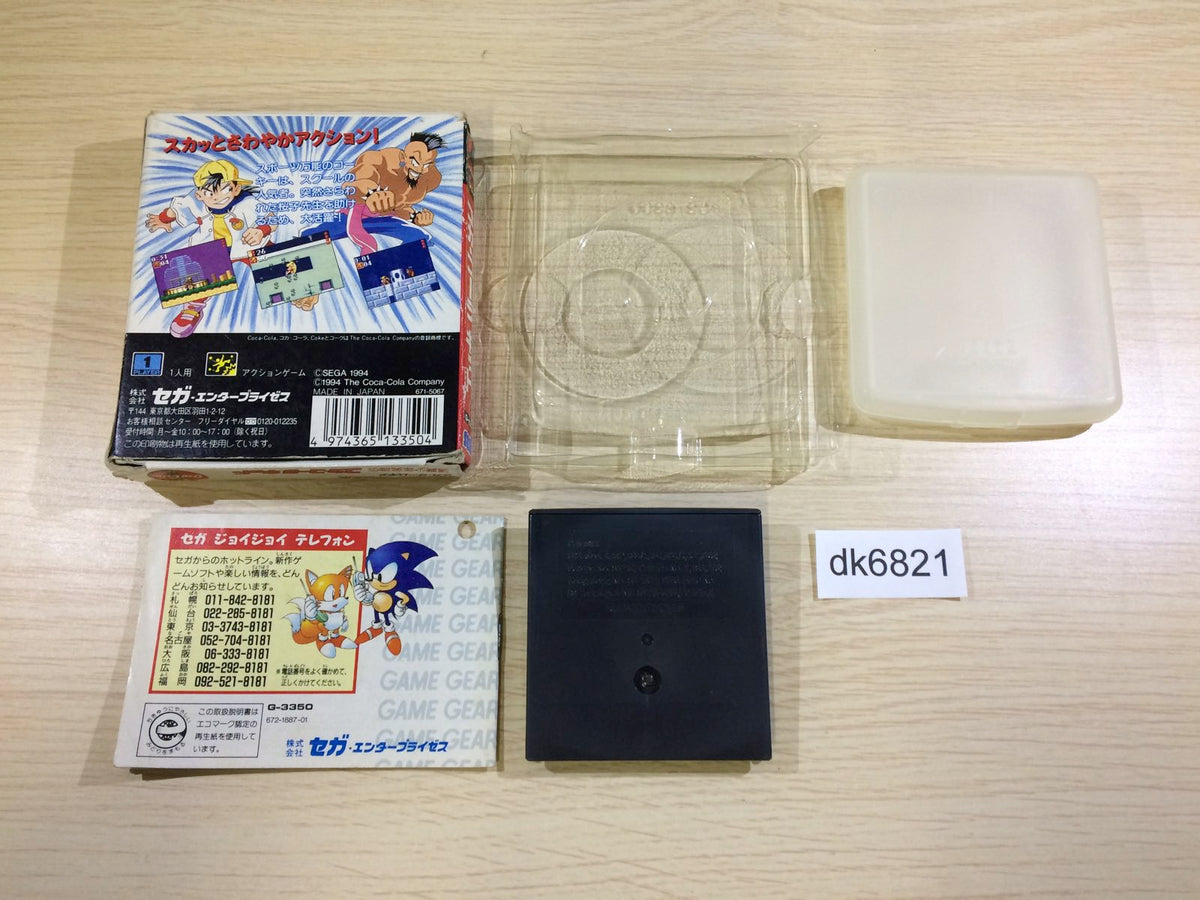 スカッとさわやかアクション!
スポーツ万能のコー
キーは、スクールの
人気者。突然さらわ
れた桜子先生を助け
るため、大活躍!
Coca-Cola, コカ・コーラ, Cokeとコークは The Coca-Cola Companyの登録商標です。
1
PLAYER
1人用
アクションゲーム
©SEGA 1994
©1994 The Coca-Cola Company
MADE IN JAPAN
671-5067
株式会社 セガ・エンタープライゼス
〒144 東京都大田区羽田1-2-12
お客様相談センター フリーダイヤル 0120-012235
受付時間 月〜金10:00〜17:00 (除く祝日)
この印刷物は再生紙を使用しています。
4 974365 133504
セガ ジョイジョイ テレフォン
セガからのホットライン。新作ゲ
ームソフトや楽しい情報を、どん
どんお知らせしています。
札幌 011-842-8181
仙台 022-285-8181
東京 03-3743-8181
名古屋 052-704-8181
大阪 06-333-8181
広島 082-292-8181
福岡 092-521-8181
※電話番号をよく確かめて、
正しくかけてください。
この取扱説明書は
エコマーク認定の
再生紙を使用して
います。
G-3350
672-1887-01
株式会社 セガ・エンタープライゼス
GAME GEAR
GAME GEAR
GAME GEAR
GAME GEAR
GAME GEAR
GAME GEAR
GAME GEAR
GAME GEAR
GAME GEAR
GAME GEAR
dk6821